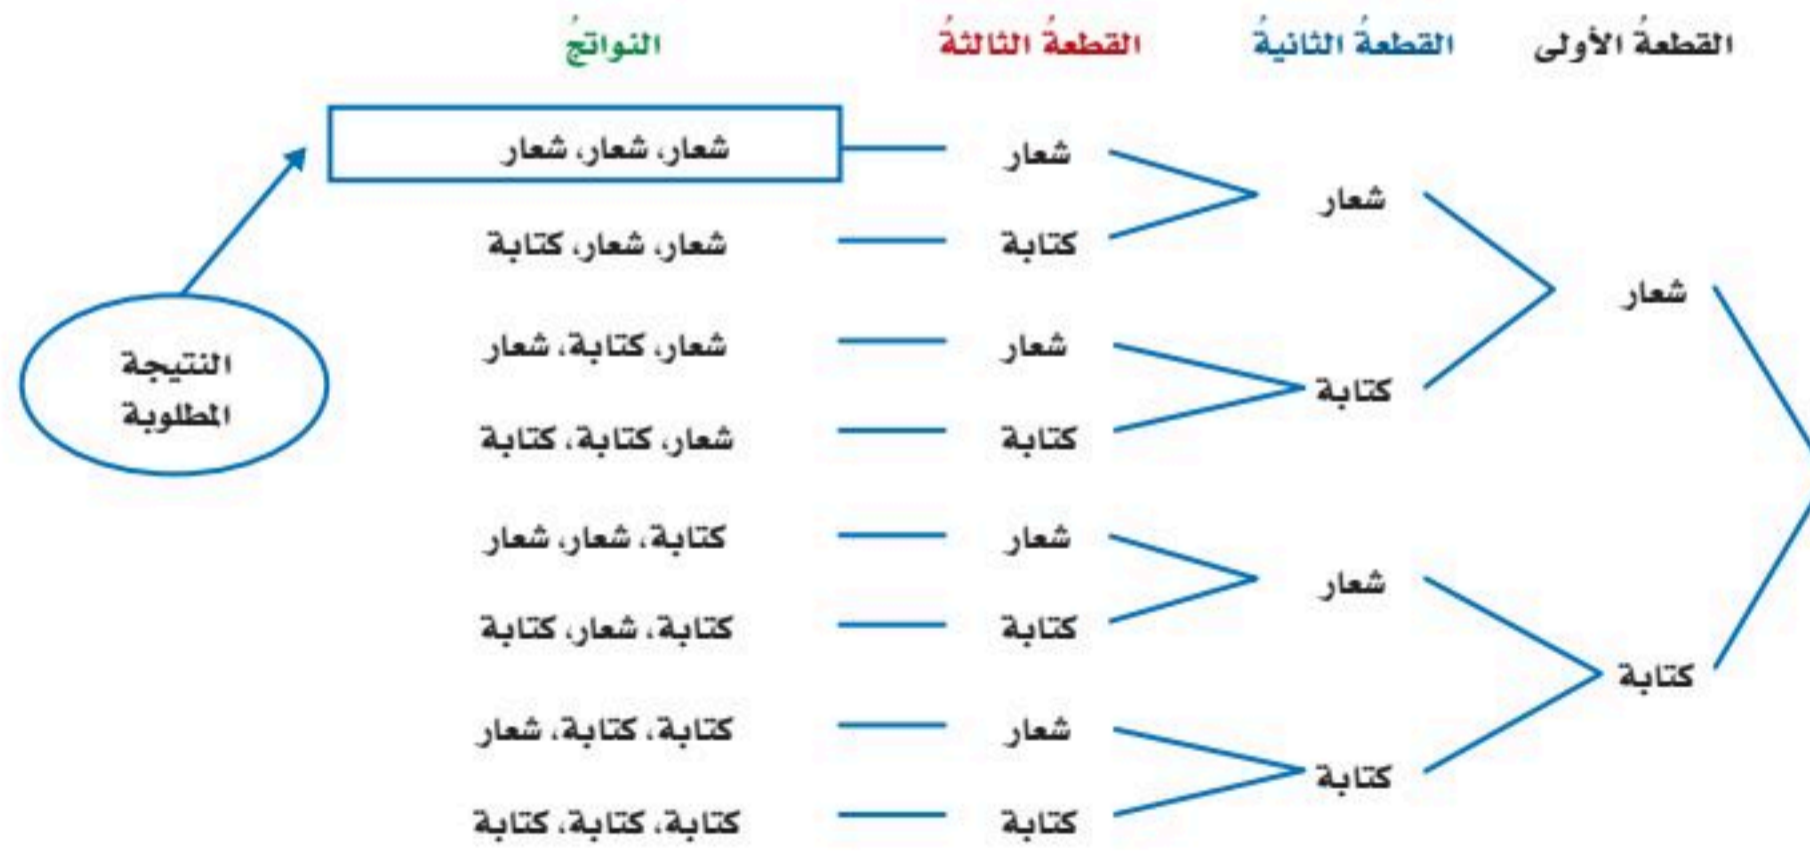 القطعةُ الأولى القطعةُ الثانيةُ القطعةُ الثالثةُ النواتجُ
شعار شعار، شعار، شعار
شعار
كتابة شعار، شعار، كتابة
شعار
شعار شعار، كتابة، شعار
كتابة
كتابة شعار، كتابة، كتابة
شعار كتابة، شعار، شعار
شعار
كتابة كتابة، شعار، كتابة
كتابة
شعار كتابة، كتابة، شعار
كتابة
كتابة كتابة، كتابة، كتابة
النتيجة
المطلوبة